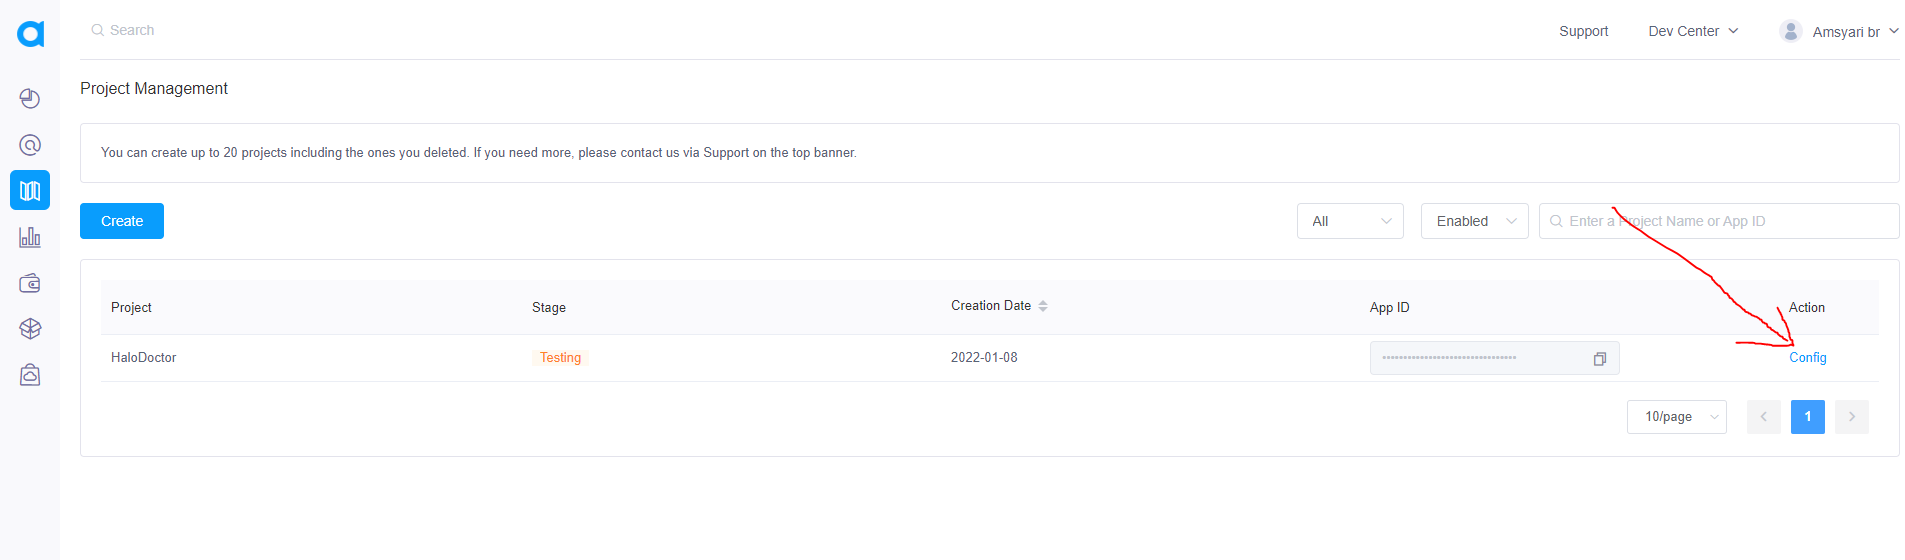 Search
Support
Dev Center
Amsyari br
Project Management
You can create up to 20 projects including the ones you deleted. If you need more, please contact us via Support on the top banner.
Create
All
Enabled
Enter a Project Name or App ID
Project
Stage
Creation Date
App ID
Action
HaloDoctor
Testing
2022-01-08
Config
10/page
1